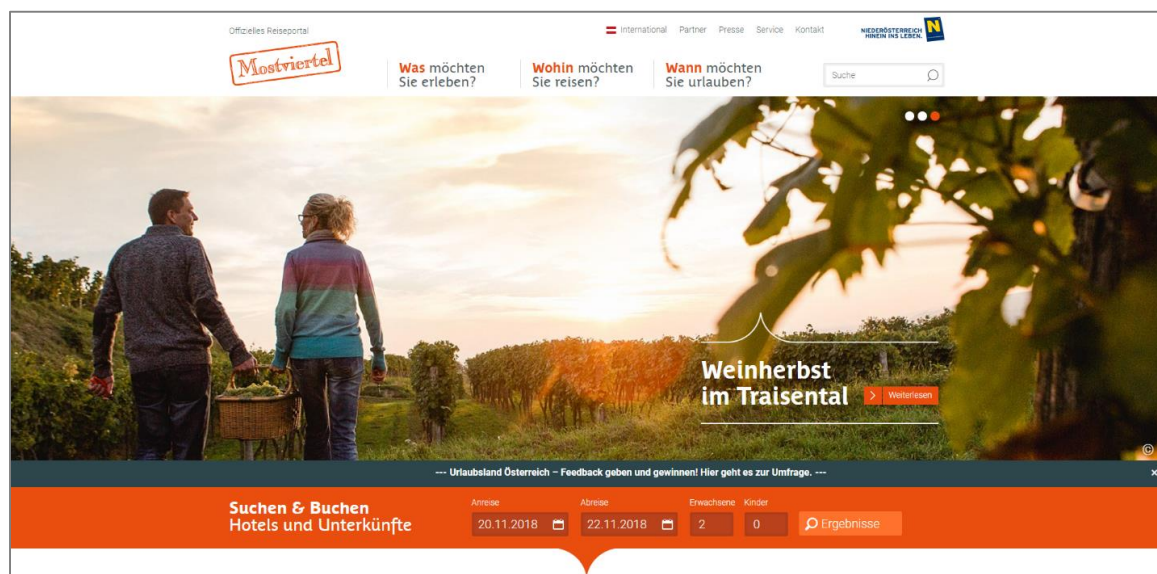 Offizielles Reiseportal
International Partner Presse Service Kontakt
NIEDERÖSTERREICH
HINEIN INS LEBEN.
N
Mostviertel
Was möchten
Sie erleben?
Wohin möchten
Sie reisen?
Wann möchten
Sie urlauben?
Suche
Weinherbst
im Traisental
Weiterlesen
©
--- Urlaubsland Österreich – Feedback geben und gewinnen! Hier geht es zur Umfrage. ---
x
Suchen & Buchen
Hotels und Unterkünfte
Anreise
20.11.2018
Abreise
22.11.2018
Erwachsene
2
Kinder
0
Ergebnisse